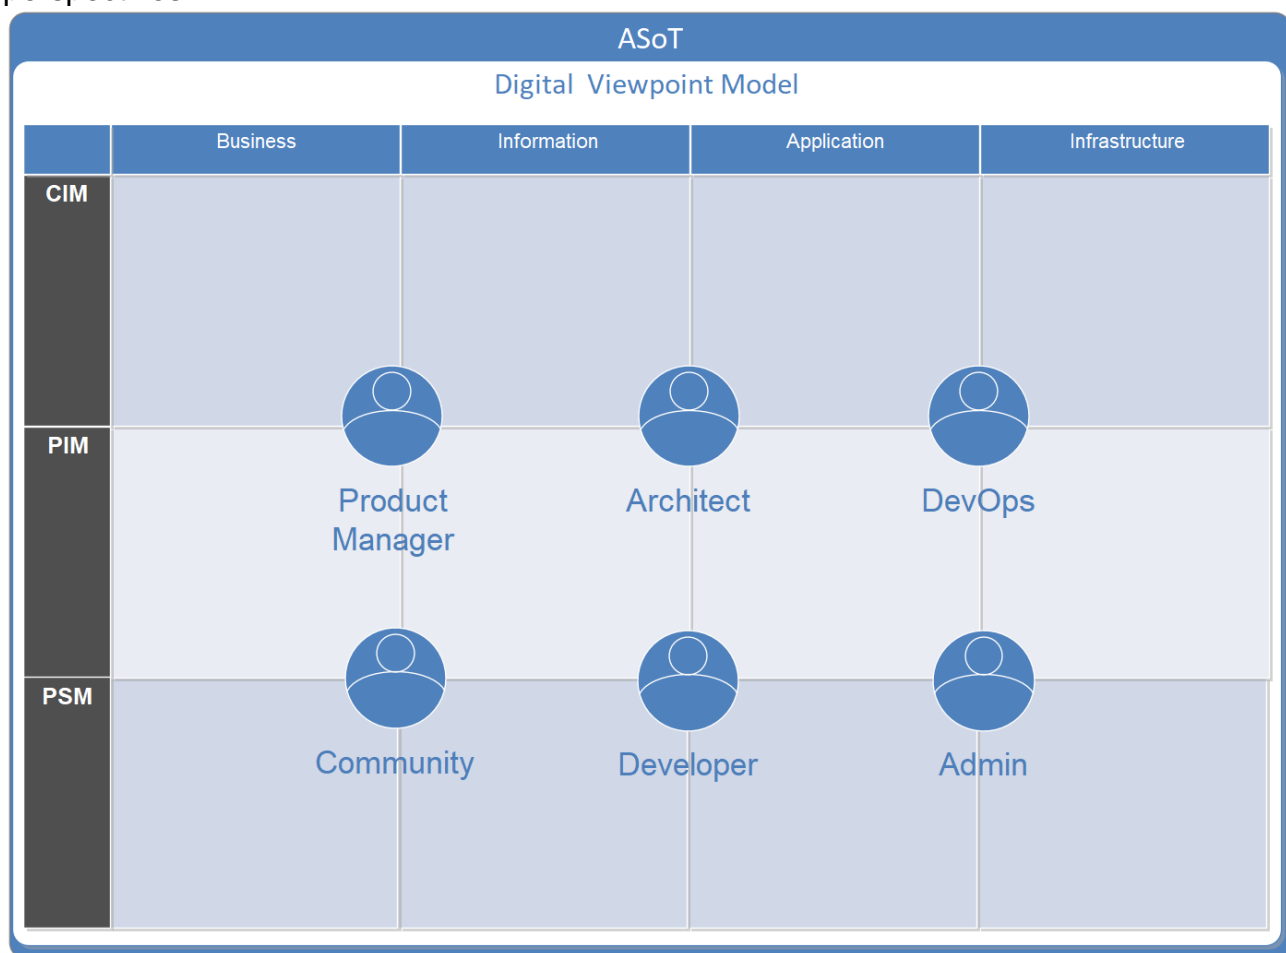 ASoT
Digital Viewpoint Model
Business Information Application Infrastructure
CIM
PIM
Product
Manager
Architect
DevOps
PSM
Community
Developer
Admin